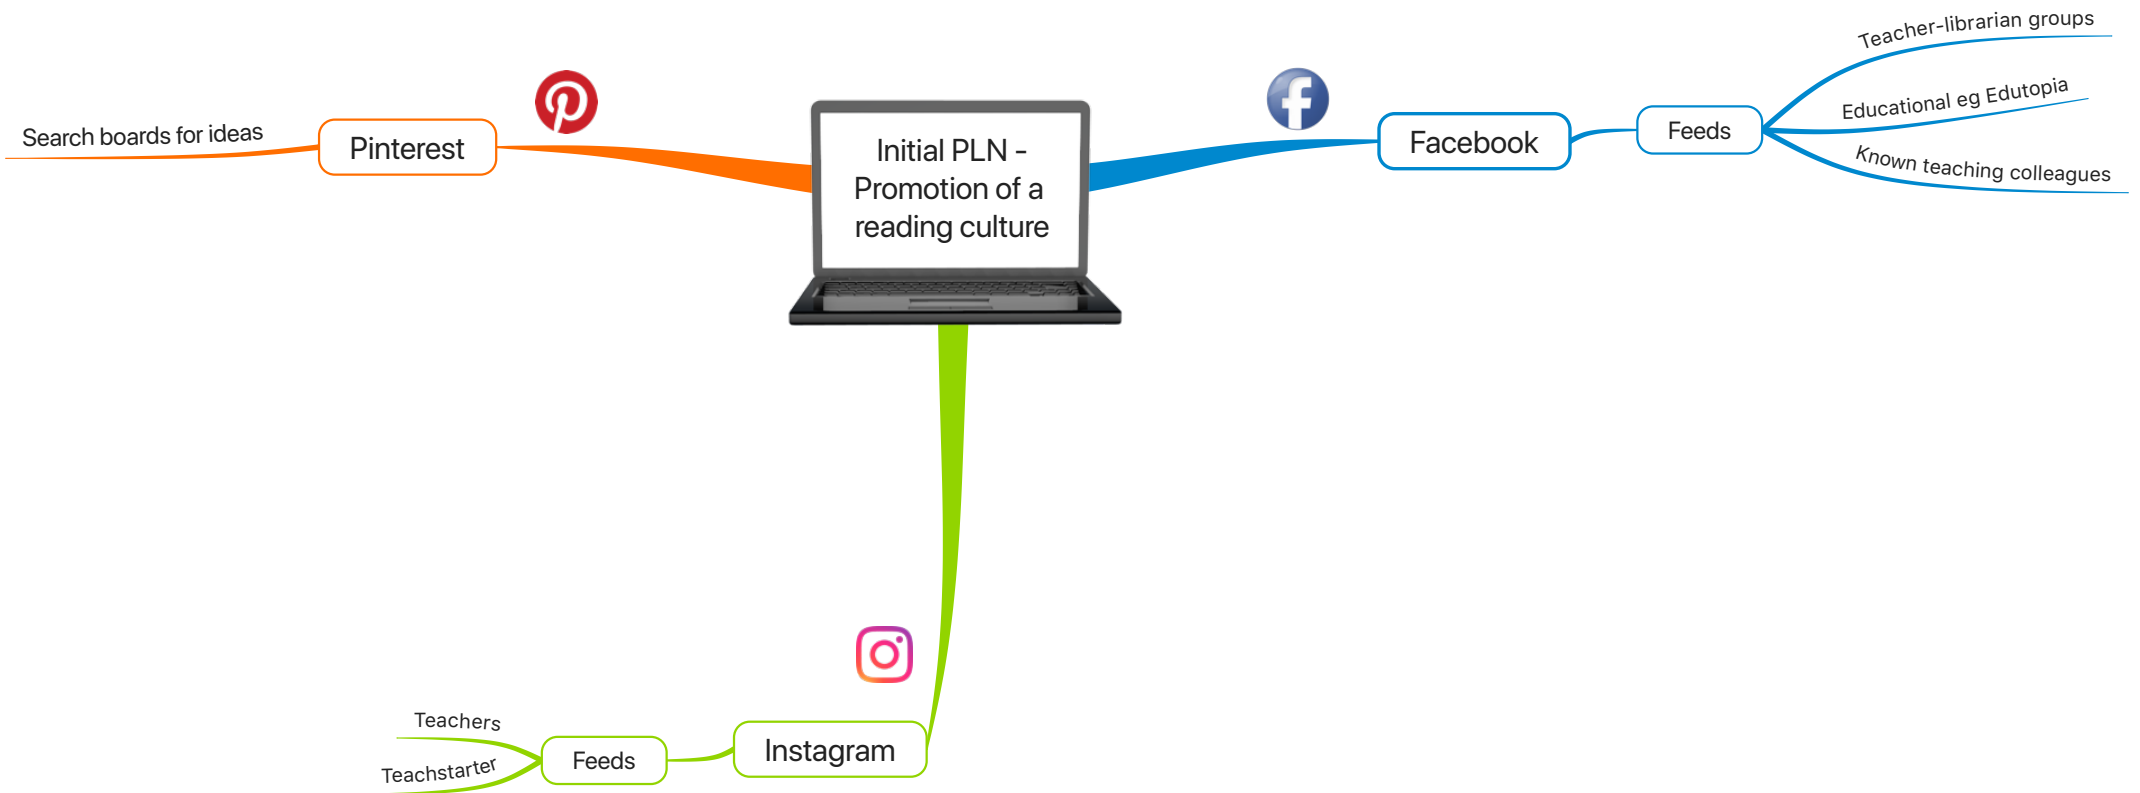 Initial PLN -
Promotion of a
reading culture
Pinterest
Search boards for ideas
Facebook
Feeds
Teacher-librarian groups
Educational eg Edutopia
Known teaching colleagues
Instagram
Feeds
Teachers
Teachstarter